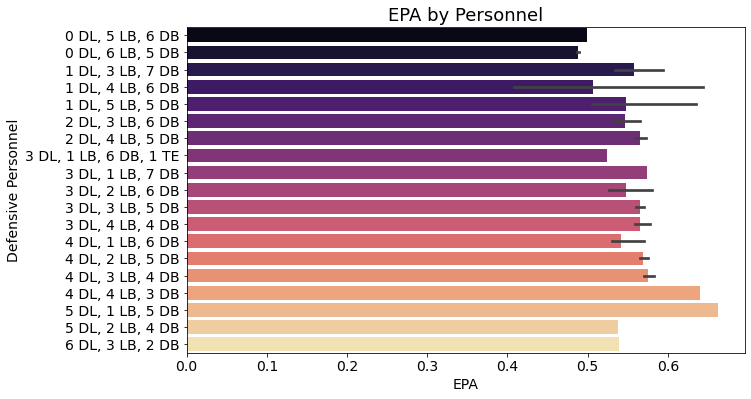 EPA by Personnel
Defensive Personnel
0 DL, 5 LB, 6 DB
0 DL, 6 LB, 5 DB
1 DL, 3 LB, 7 DB
1 DL, 4 LB, 6 DB
1 DL, 5 LB, 5 DB
2 DL, 3 LB, 6 DB
2 DL, 4 LB, 5 DB
3 DL, 1 LB, 6 DB, 1 TE
3 DL, 1 LB, 7 DB
3 DL, 2 LB, 6 DB
3 DL, 3 LB, 5 DB
3 DL, 4 LB, 4 DB
4 DL, 1 LB, 6 DB
4 DL, 2 LB, 5 DB
4 DL, 3 LB, 4 DB
4 DL, 4 LB, 3 DB
5 DL, 1 LB, 5 DB
5 DL, 2 LB, 4 DB
6 DL, 3 LB, 2 DB
0.0 0.1 0.2 0.3 0.4 0.5 0.6
EPA